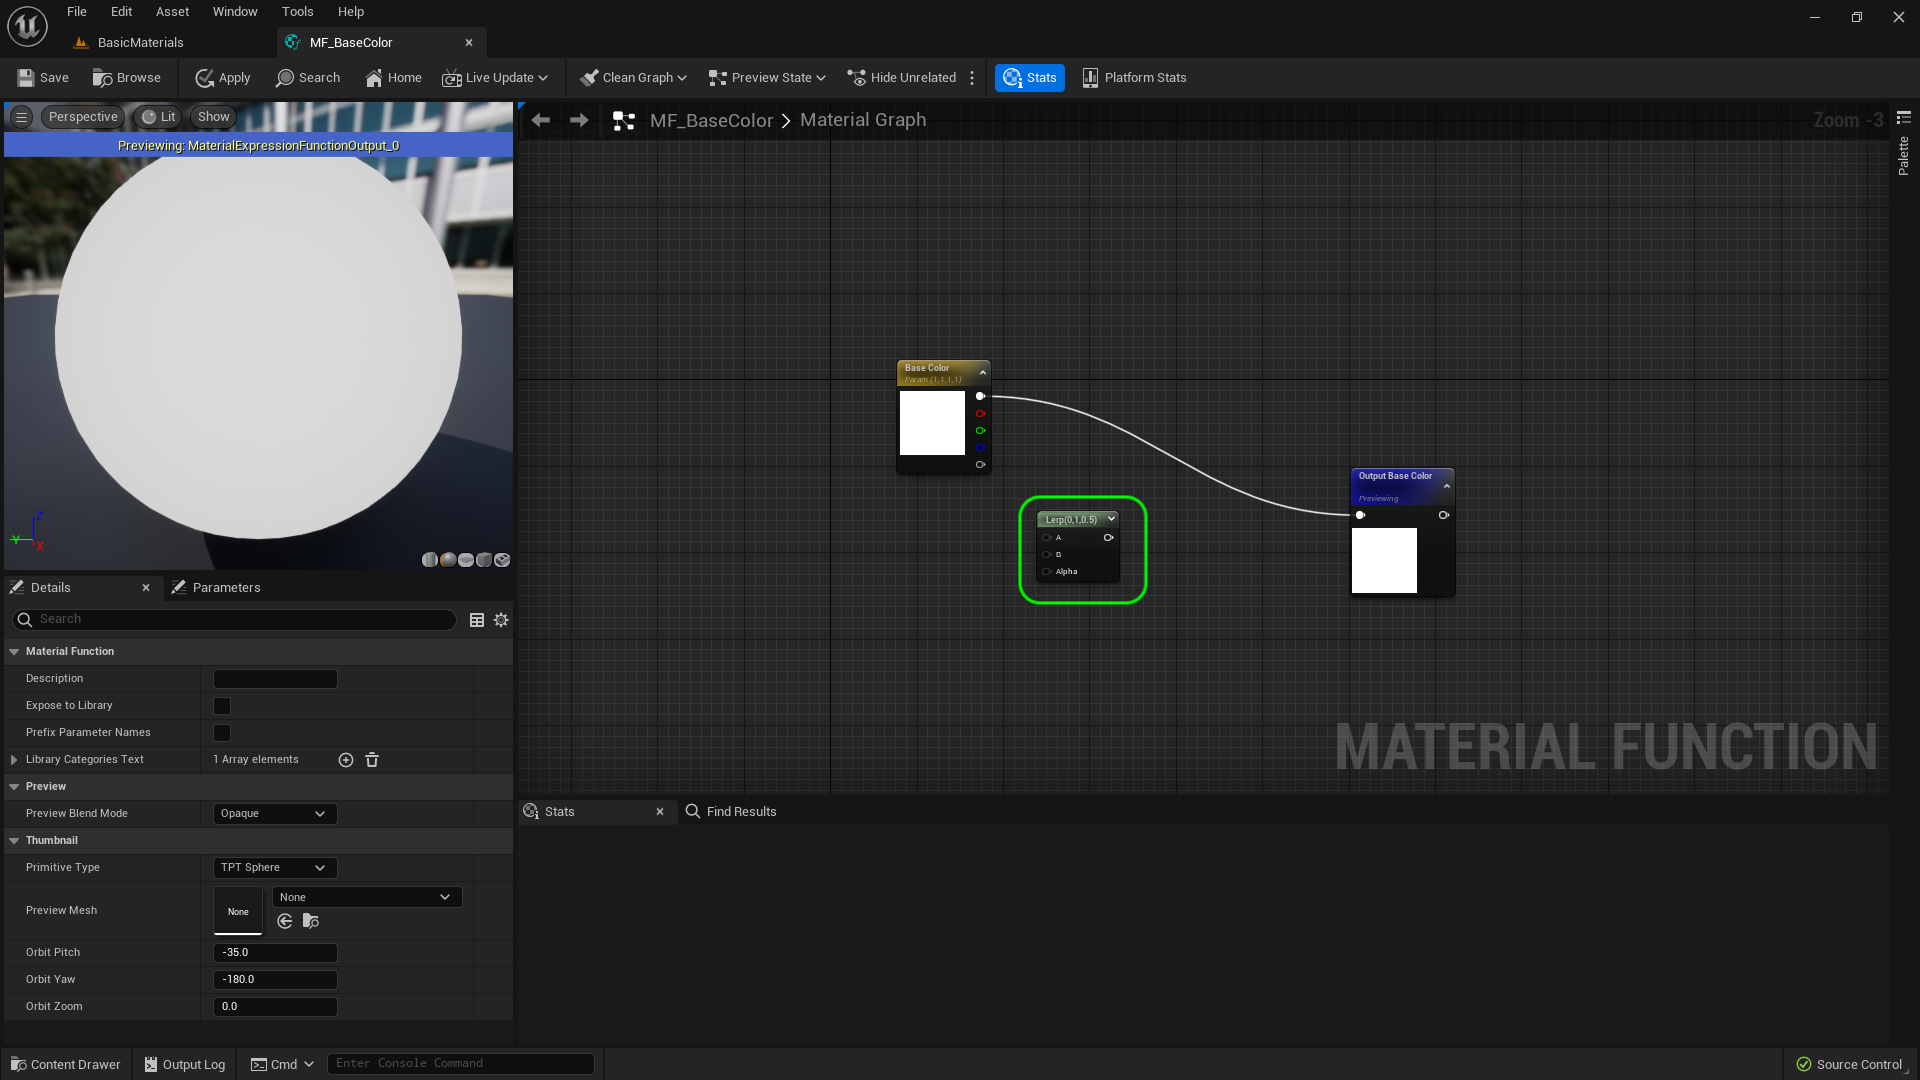 File Edit Asset Window Tools Help
BasicMaterials
MF_BaseColor
Save
Browse
Apply
Search
Home
Live Update
Clean Graph
Preview State
Hide Unrelated
Stats
Platform Stats
Perspective
Lit
Show
Previewing: MaterialExpressionFunctionOutput_0
Z
Y
X
MF_BaseColor > Material Graph
Zoom -3
Palette
Base Color
Param (1,1,1,1)
Lerp(0,1,0.5)
A
B
Alpha
Output Base Color
Previewing
MATERIAL FUNCTION
Details
Parameters
Search
Material Function
Description
Expose to Library
Prefix Parameter Names
Library Categories Text
1 Array elements
Preview
Preview Blend Mode
Opaque
Thumbnail
Primitive Type
TPT Sphere
Preview Mesh
None
None
Orbit Pitch
-35.0
Orbit Yaw
-180.0
Orbit Zoom
0.0
Stats
Find Results
Content Drawer
Output Log
Cmd
Enter Console Command
Source Control